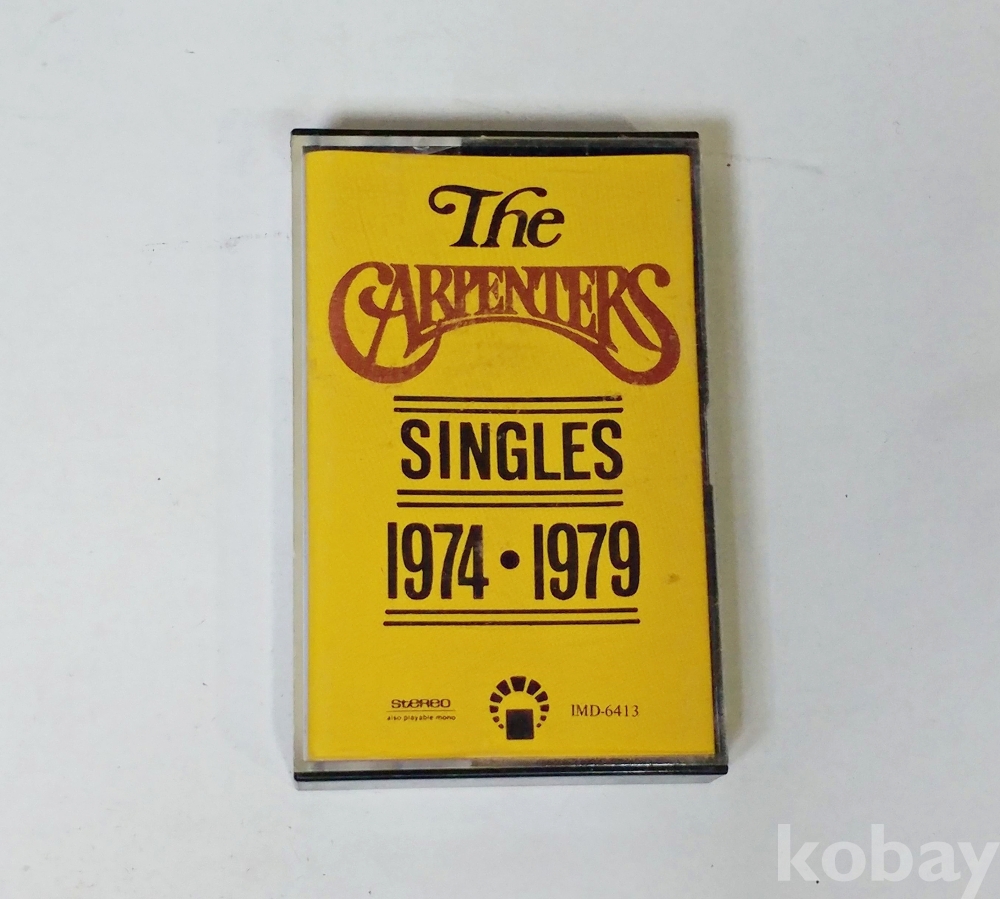 The
CARPENTERS
SINGLES
1974 • 1979
STEREO
also playable mono
IMD-6413
kobay